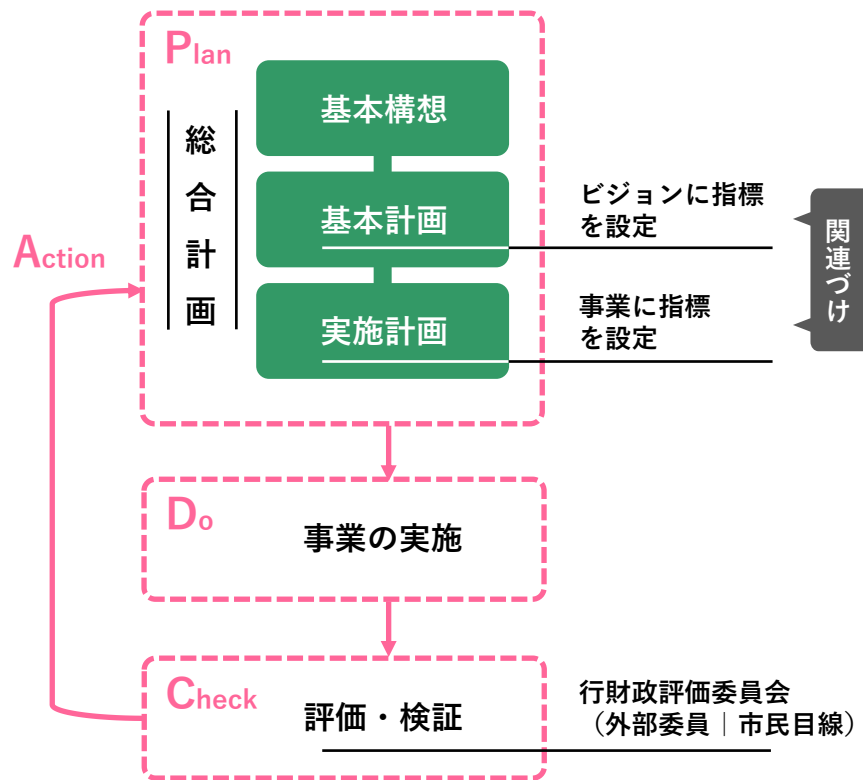 Plan
総合計画
基本構想
基本計画
実施計画
ビジョンに指標
を設定
事業に指標
を設定
関連づけ
Action
Do
事業の実施
Check
評価・検証
行財政評価委員会
（外部委員｜市民目線）